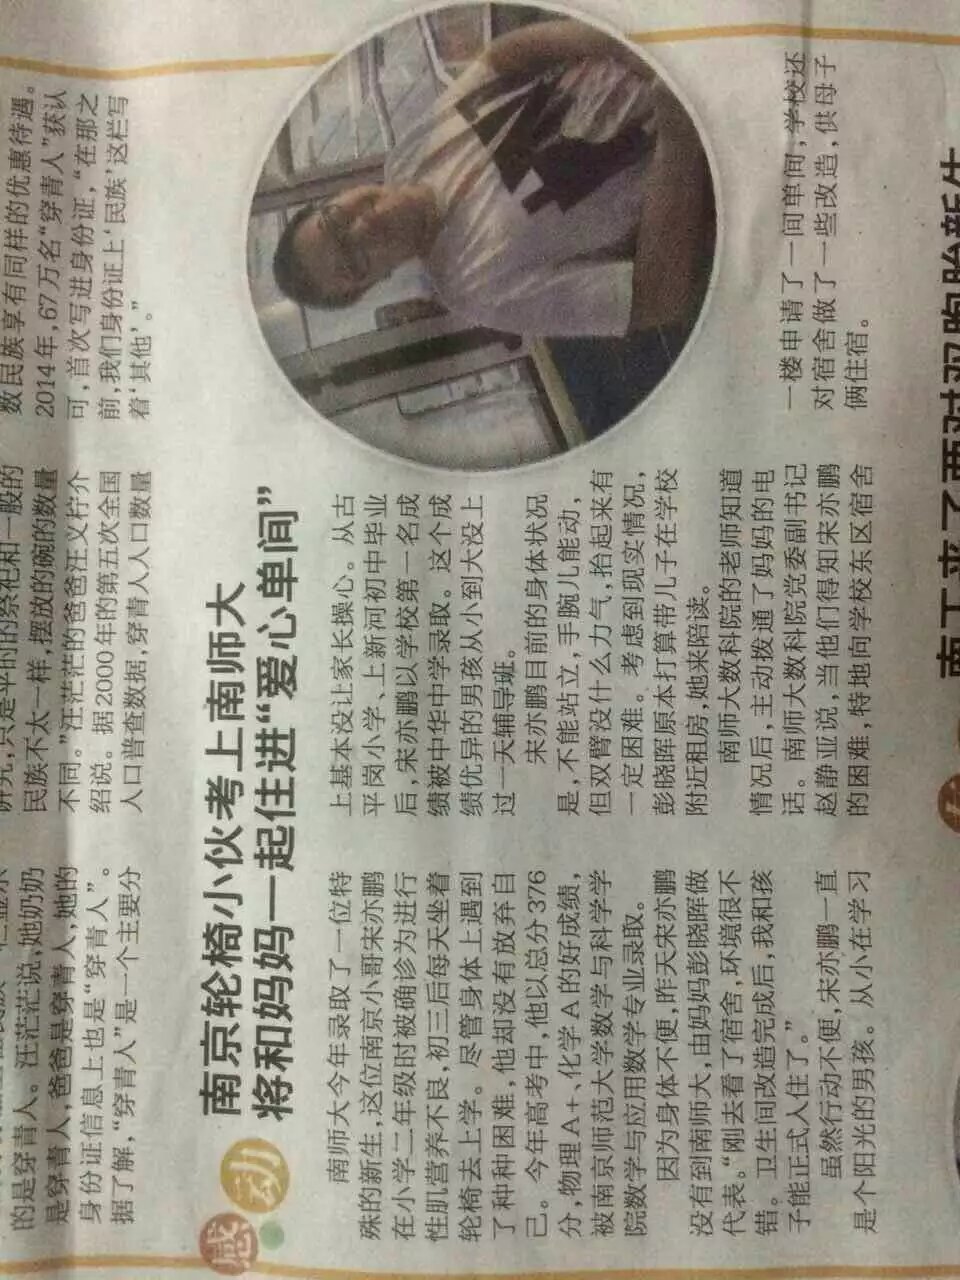 的是穿青人。汪茫茫说，她奶奶
是穿青人，爸爸是穿青人，她的
身份证信息上也是“穿青人”。
据了解，“穿青人”是一个主要分
只是平时的祭祀和一般的
民族不太一样，摆放的碗的数量
不同。”汪茫茫的爸爸汪义柠介
绍说。据2000年的第五次全国
人口普查数据，穿青人人口数量
数民族享有同样的优惠待遇。
2014年，67万名“穿青人”获认
可，首次写进身份证，“在那之
前，我们身份证上‘民族’这栏写
着‘其他’。”
感动
南京轮椅小伙考上南师大
将和妈妈一起住进“爱心单间”
南师大今年录取了一位特
殊的新生，这位南京小哥宋亦鹏
在小学二年级时被确诊为进行
性肌营养不良，初三后每天坐着
轮椅去上学。尽管身体上遇到
了种种困难，他却没有放弃自
己。今年高考中，他以总分376
分，物理A+、化学A的好成绩，
被南京师范大学数学与科学学
院数学与应用数学专业录取。
因为身体不便，昨天宋亦鹏
没有到南师大，由妈妈彭晓晖做
代表。“刚去看了宿舍，环境很不
错。卫生间改造完成后，我和孩
子能正式入住了。”
虽然行动不便，宋亦鹏一直
是个阳光的男孩。从小在学习
上基本没让家长操心。从古
平岗小学、上新河初中毕业
后，宋亦鹏以学校第一名成
绩被中华中学录取。这个成
绩优异的男孩从小到大没上
过一天辅导班。
宋亦鹏目前的身体状况
是，不能站立，手腕儿能动，
但双臂没什么力气，抬起来有
一定困难。考虑到现实情况，
彭晓晖原本打算带儿子在学校
附近租房，她来陪读。
南师大数科院的老师知道
情况后，主动拨通了妈妈的电
话。南师大数科院党委副书记
赵静亚说，当他们得知宋亦鹏
的困难，特地向学校东区宿舍
一楼申请了一间单间，学校还
对宿舍做了一些改造，供母子
俩住宿。
来了两对双胞胎新生